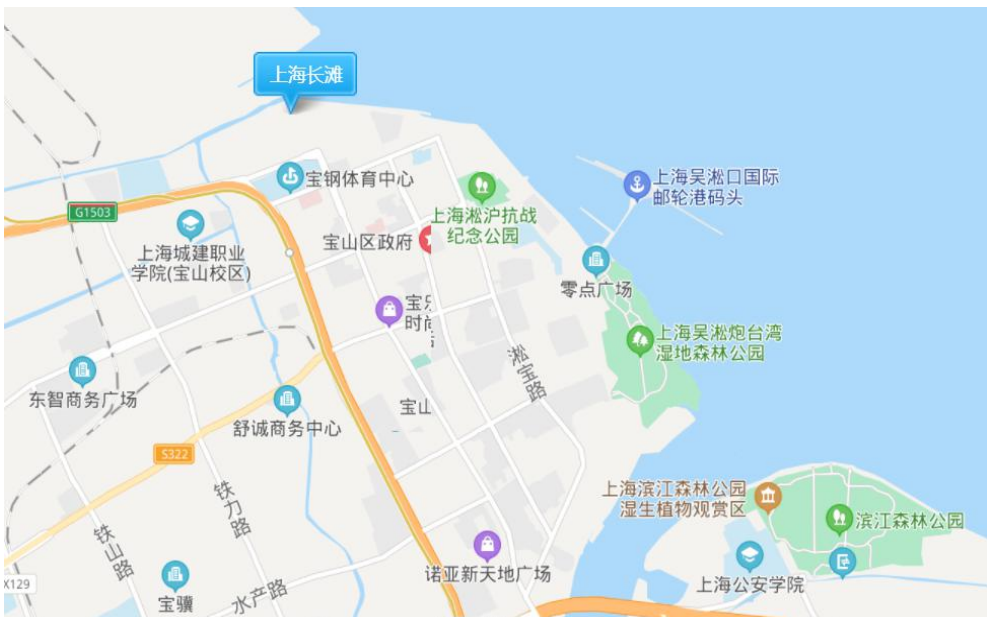 上海长滩
宝钢体育中心
上海吴淞口国际
邮轮港码头
G1503
上海淞沪抗战
纪念公园
宝山区政府
上海城建职业
学院(宝山校区)
零点广场
宝
时尚
上海吴淞炮台湾
湿地森林公园
淞宝路
东智商务广场
宝山
舒诚商务中心
S322
铁力路
上海滨江森林公园
湿生植物观赏区
滨江森林公园
铁山路
诺亚新天地广场
上海公安学院
X129
宝骥
水产路